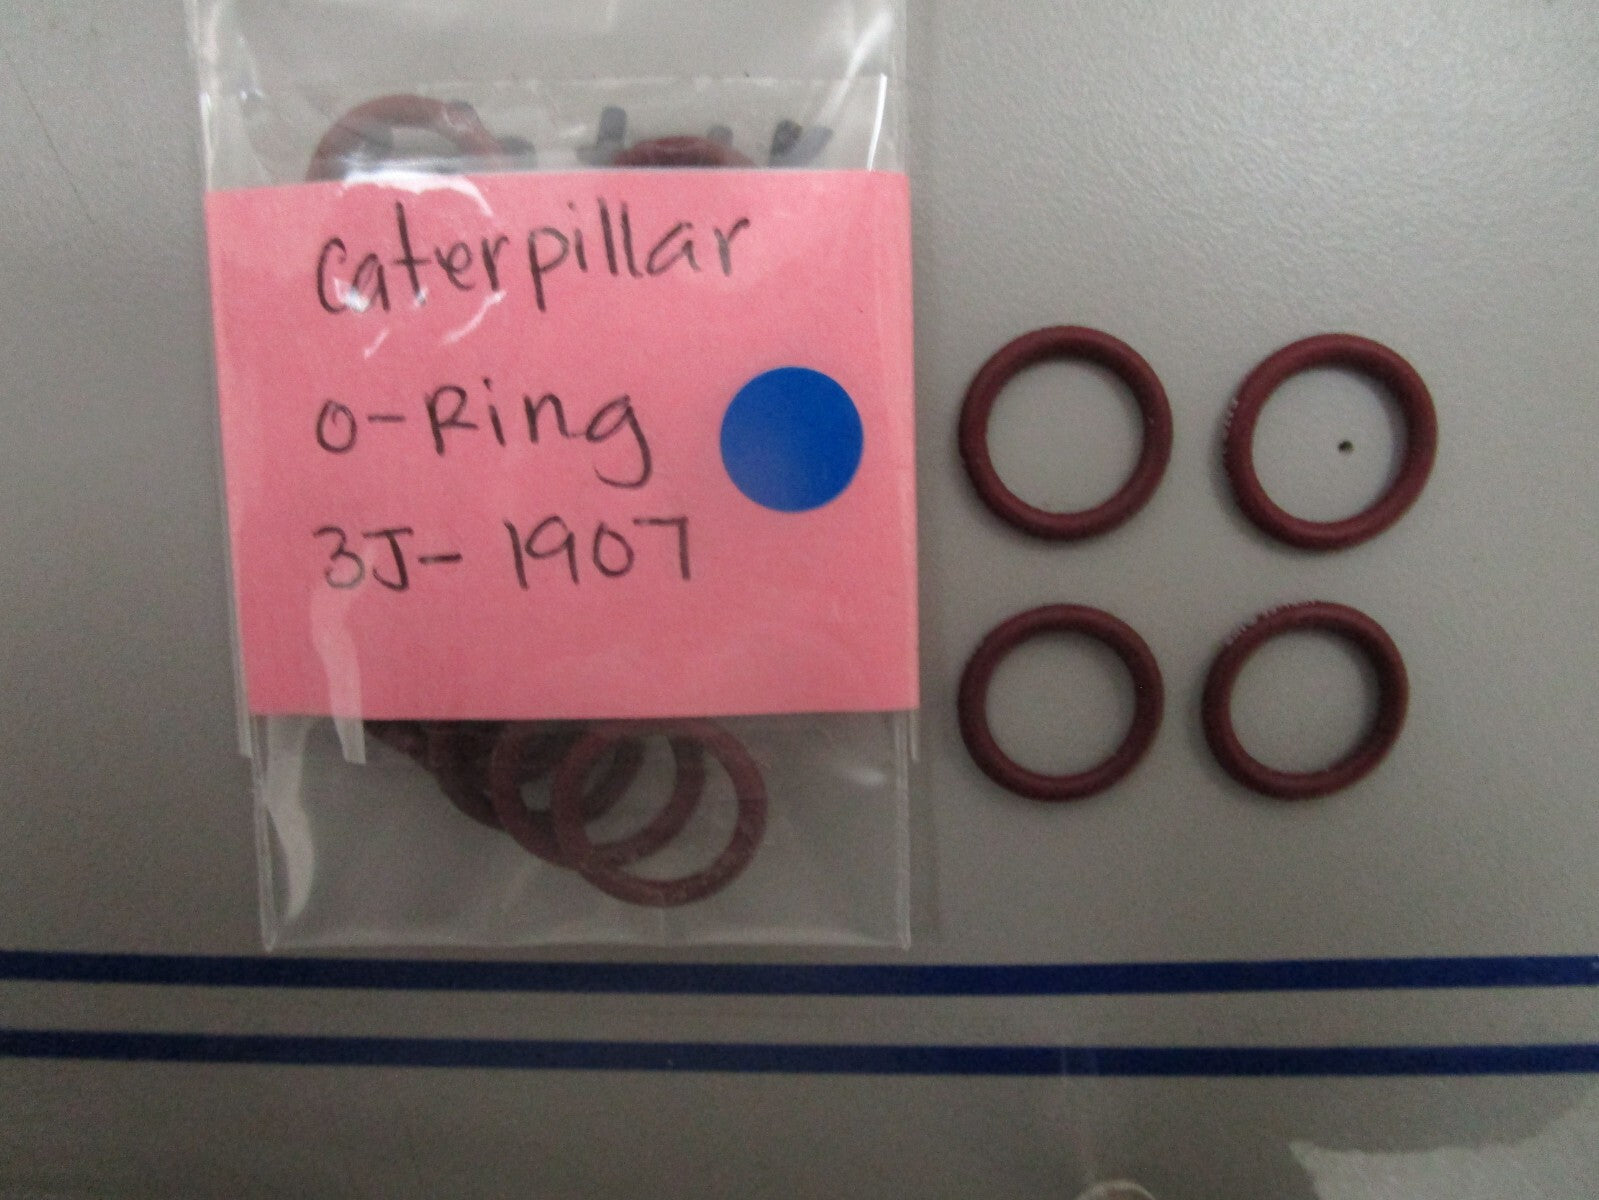 Caterpillar
O-Ring
3J-1907